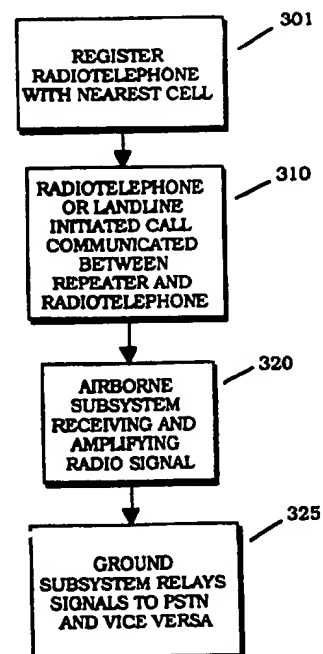 301
REGISTER
RADIOTELEPHONE
WITH NEAREST CELL
310
RADIOTELEPHONE
OR LANDLINE
INITIATED CALL
COMMUNICATED
BETWEEN
REPEATER AND
RADIOTELEPHONE
320
AIRBORNE
SUBSYSTEM
RECEIVING AND
AMPLIFYING
RADIO SIGNAL
325
GROUND
SUBSYSTEM RELAYS
SIGNALS TO PSTN
AND VICE VERSA